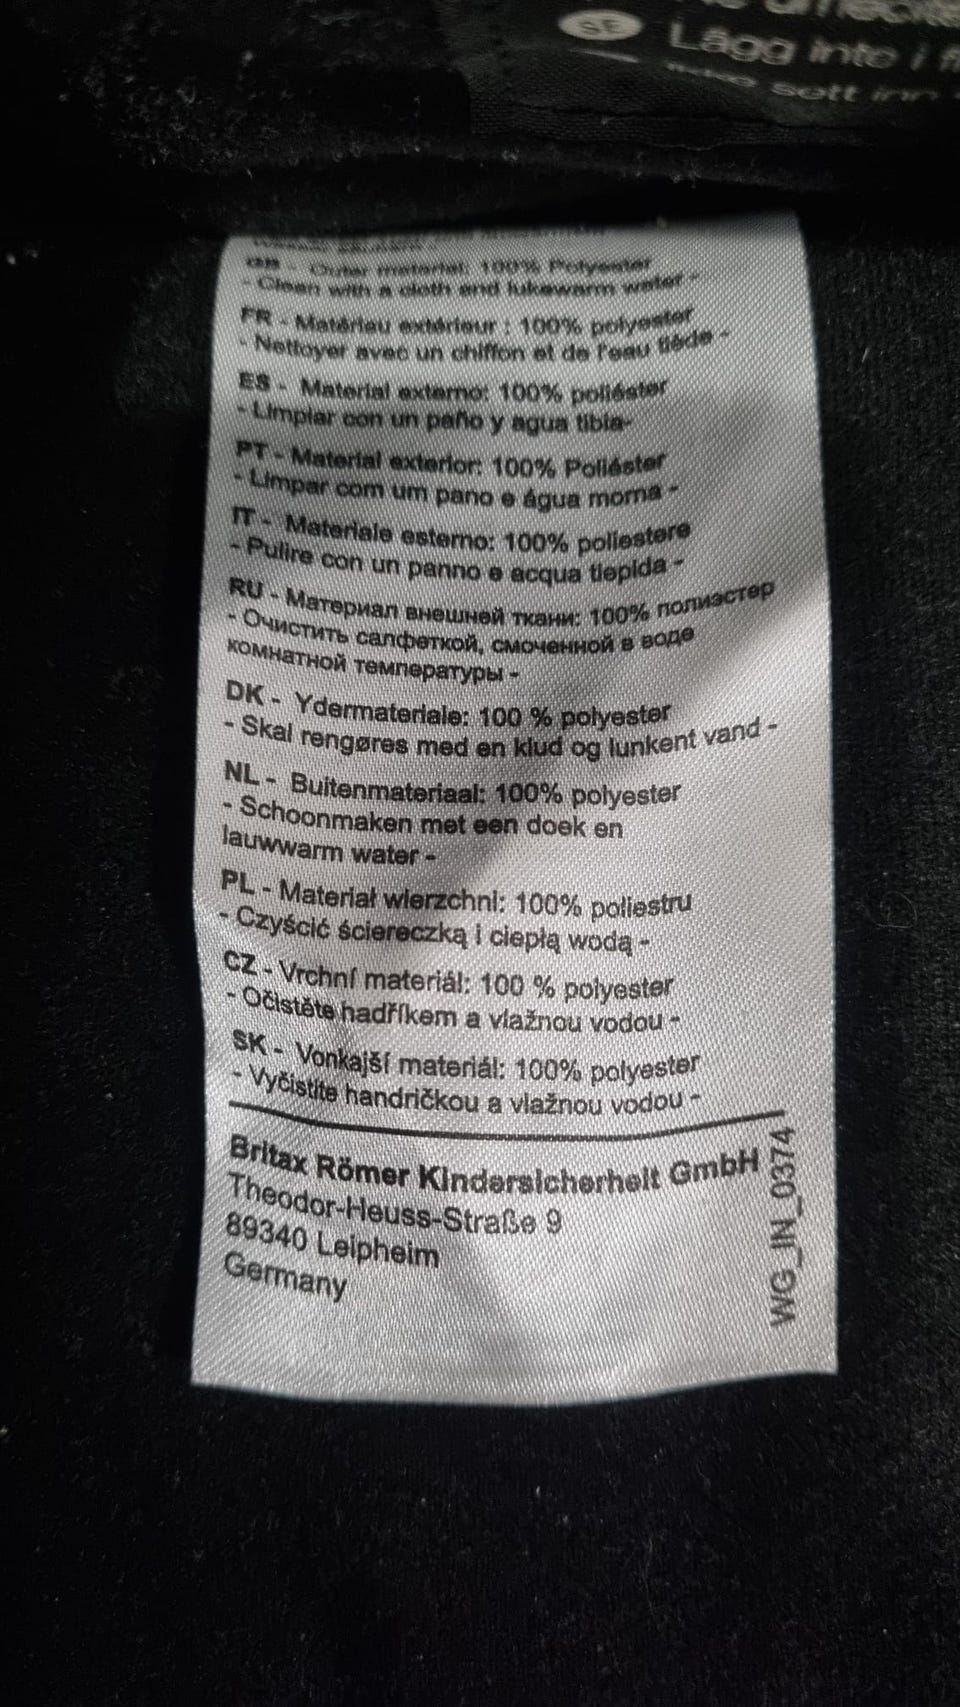 SE
Lägg inte i
sett inn
GB - Outer material: 100% Polyester
- Clean with a cloth and lukewarm water -
FR - Matériau extérieur : 100% polyester
- Nettoyer avec un chiffon et de l'eau tiède -
ES - Material externo: 100% poliéster
- Limpiar con un paño y agua tibia-
PT - Material exterior: 100% Poliéster
- Limpar com um pano e água morna -
IT - Materiale esterno: 100% poliestere
- Pulire con un panno e acqua tiepida -
RU - Материал внешней ткани: 100% полиэстер
- Очистить салфеткой, смоченной в воде
комнатной температуры -
DK - Ydermateriale: 100 % polyester
- Skal rengøres med en klud og lunkent vand -
NL - Buitenmateriaal: 100% polyester
- Schoonmaken met een doek en
lauwwarm water -
PL - Materiał wierzchni: 100% poliestru
- Czyścić ściereczką i ciepłą wodą -
CZ - Vrchní materiál: 100 % polyester
- Očistěte hadříkem a vlažnou vodou -
SK - Vonkajší materiál: 100% polyester
- Vyčistite handričkou a vlažnou vodou -
Britax Römer Kindersicherheit GmbH
Theodor-Heuss-Straße 9
89340 Leipheim
Germany
WG_IN_0374